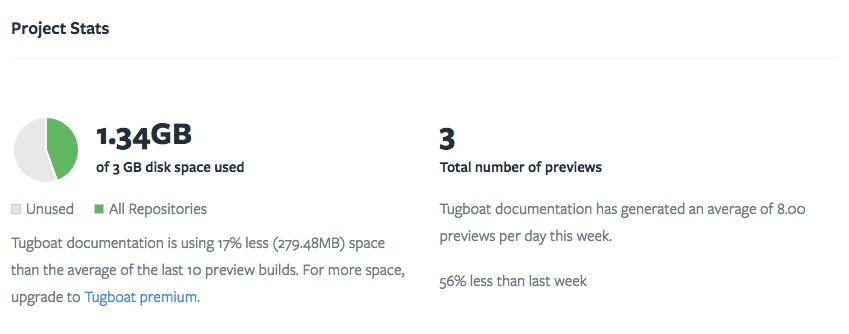 Project Stats
1.34GB
of 3 GB disk space used
Unused
All Repositories
Tugboat documentation is using 17% less (279.48MB) space
than the average of the last 10 preview builds. For more space,
upgrade to Tugboat premium.
3
Total number of previews
Tugboat documentation has generated an average of 8.00
previews per day this week.
56% less than last week